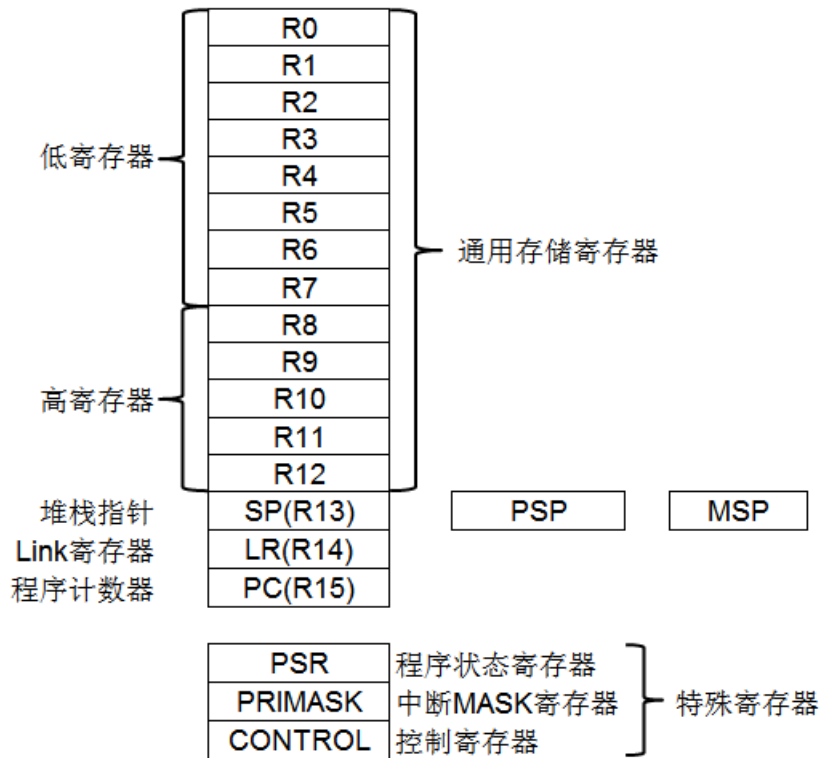 R0
R1
R2
R3
低寄存器
R4
R5
R6
通用存储寄存器
R7
R8
R9
高寄存器
R10
R11
R12
堆栈指针 SP(R13) PSP MSP
Link寄存器 LR(R14)
程序计数器 PC(R15)
PSR 程序状态寄存器
PRIMASK 中断MASK寄存器 特殊寄存器
CONTROL 控制寄存器